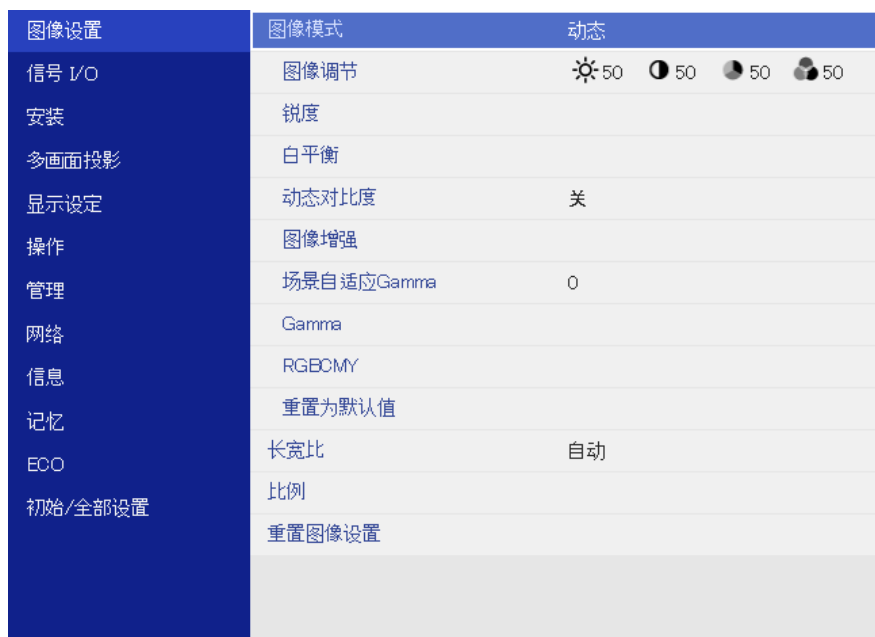 图像设置
信号 I/O
安装
多画面投影
显示设定
操作
管理
网络
信息
记忆
ECO
初始/全部设置
图像模式 动态
图像调节 50 50 50 50
锐度
白平衡
动态对比度 关
图像增强
场景自适应Gamma 0
Gamma
RGBCMY
重置为默认值
长宽比 自动
比例
重置图像设置